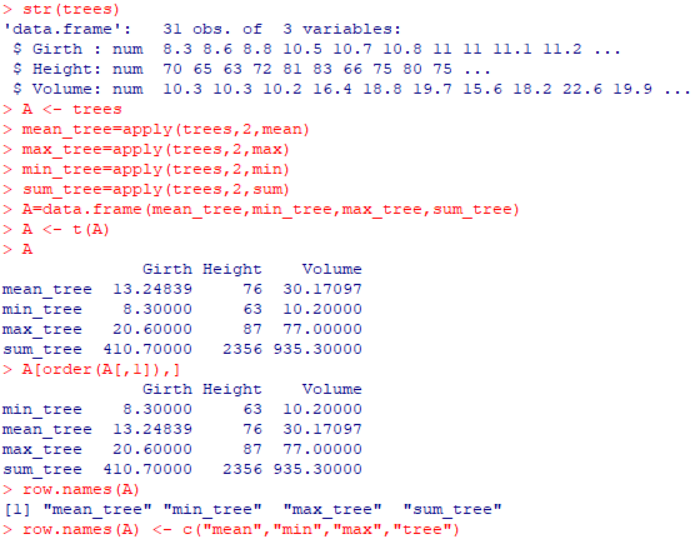 > str(trees)
'data.frame':   31 obs. of  3 variables:
 $ Girth : num  8.3 8.6 8.8 10.5 10.7 10.8 11 11 11.1 11.2 ...
 $ Height: num  70 65 63 72 81 83 66 75 80 75 ...
 $ Volume: num  10.3 10.3 10.2 16.4 18.8 19.7 15.6 18.2 22.6 19.9 ...
> A <- trees
> mean_tree=apply(trees,2,mean)
> max_tree=apply(trees,2,max)
> min_tree=apply(trees,2,min)
> sum_tree=apply(trees,2,sum)
> A=data.frame(mean_tree,min_tree,max_tree,sum_tree)
> A <- t(A)
> A
              Girth Height    Volume
mean_tree  13.24839     76  30.17097
min_tree    8.30000     63  10.20000
max_tree   20.60000     87  77.00000
sum_tree  410.70000   2356 935.30000
> A[order(A[,1]),]
              Girth Height    Volume
min_tree    8.30000     63  10.20000
mean_tree  13.24839     76  30.17097
max_tree   20.60000     87  77.00000
sum_tree  410.70000   2356 935.30000
> row.names(A)
[1] "mean_tree" "min_tree"  "max_tree"  "sum_tree"
> row.names(A) <- c("mean","min","max","tree")